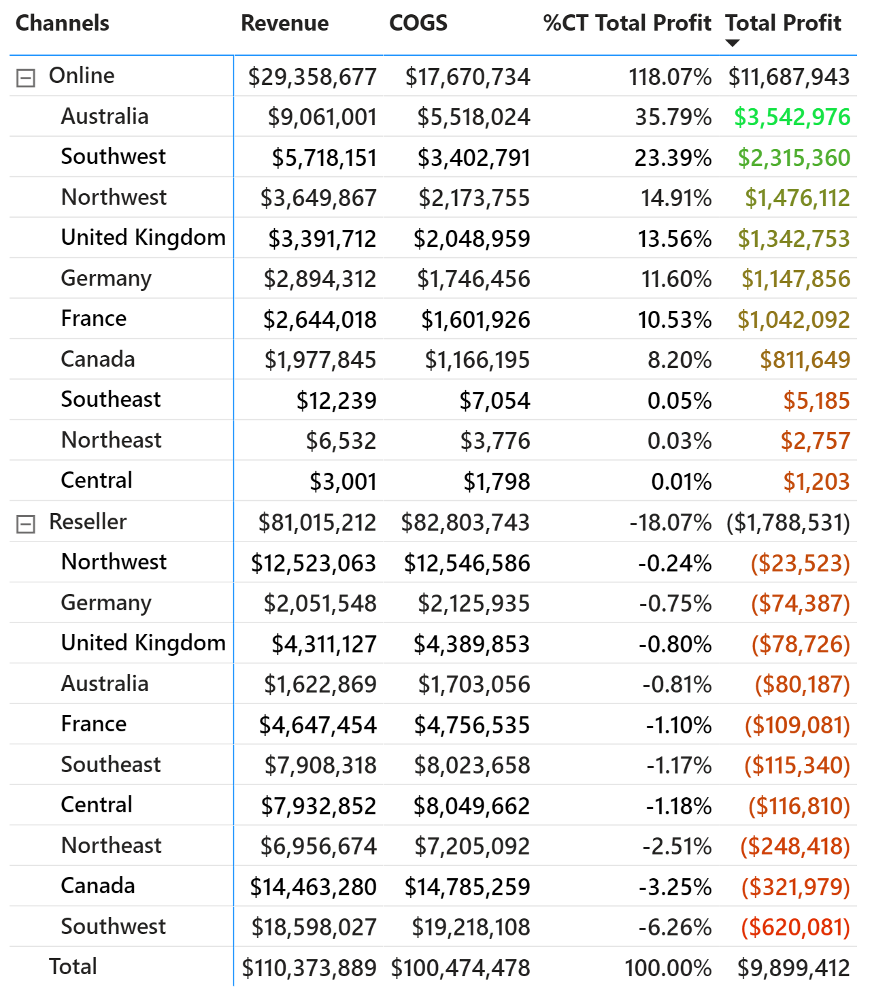 Channels Revenue COGS %CT Total Profit Total Profit
Online $29,358,677 $17,670,734 118.07% $11,687,943
Australia $9,061,001 $5,518,024 35.79% $3,542,976
Southwest $5,718,151 $3,402,791 23.39% $2,315,360
Northwest $3,649,867 $2,173,755 14.91% $1,476,112
United Kingdom $3,391,712 $2,048,959 13.56% $1,342,753
Germany $2,894,312 $1,746,456 11.60% $1,147,856
France $2,644,018 $1,601,926 10.53% $1,042,092
Canada $1,977,845 $1,166,195 8.20% $811,649
Southeast $12,239 $7,054 0.05% $5,185
Northeast $6,532 $3,776 0.03% $2,757
Central $3,001 $1,798 0.01% $1,203
Reseller $81,015,212 $82,803,743 -18.07% ($1,788,531)
Northwest $12,523,063 $12,546,586 -0.24% ($23,523)
Germany $2,051,548 $2,125,935 -0.75% ($74,387)
United Kingdom $4,311,127 $4,389,853 -0.80% ($78,726)
Australia $1,622,869 $1,703,056 -0.81% ($80,187)
France $4,647,454 $4,756,535 -1.10% ($109,081)
Southeast $7,908,318 $8,023,658 -1.17% ($115,340)
Central $7,932,852 $8,049,662 -1.18% ($116,810)
Northeast $6,956,674 $7,205,092 -2.51% ($248,418)
Canada $14,463,280 $14,785,259 -3.25% ($321,979)
Southwest $18,598,027 $19,218,108 -6.26% ($620,081)
Total $110,373,889 $100,474,478 100.00% $9,899,412